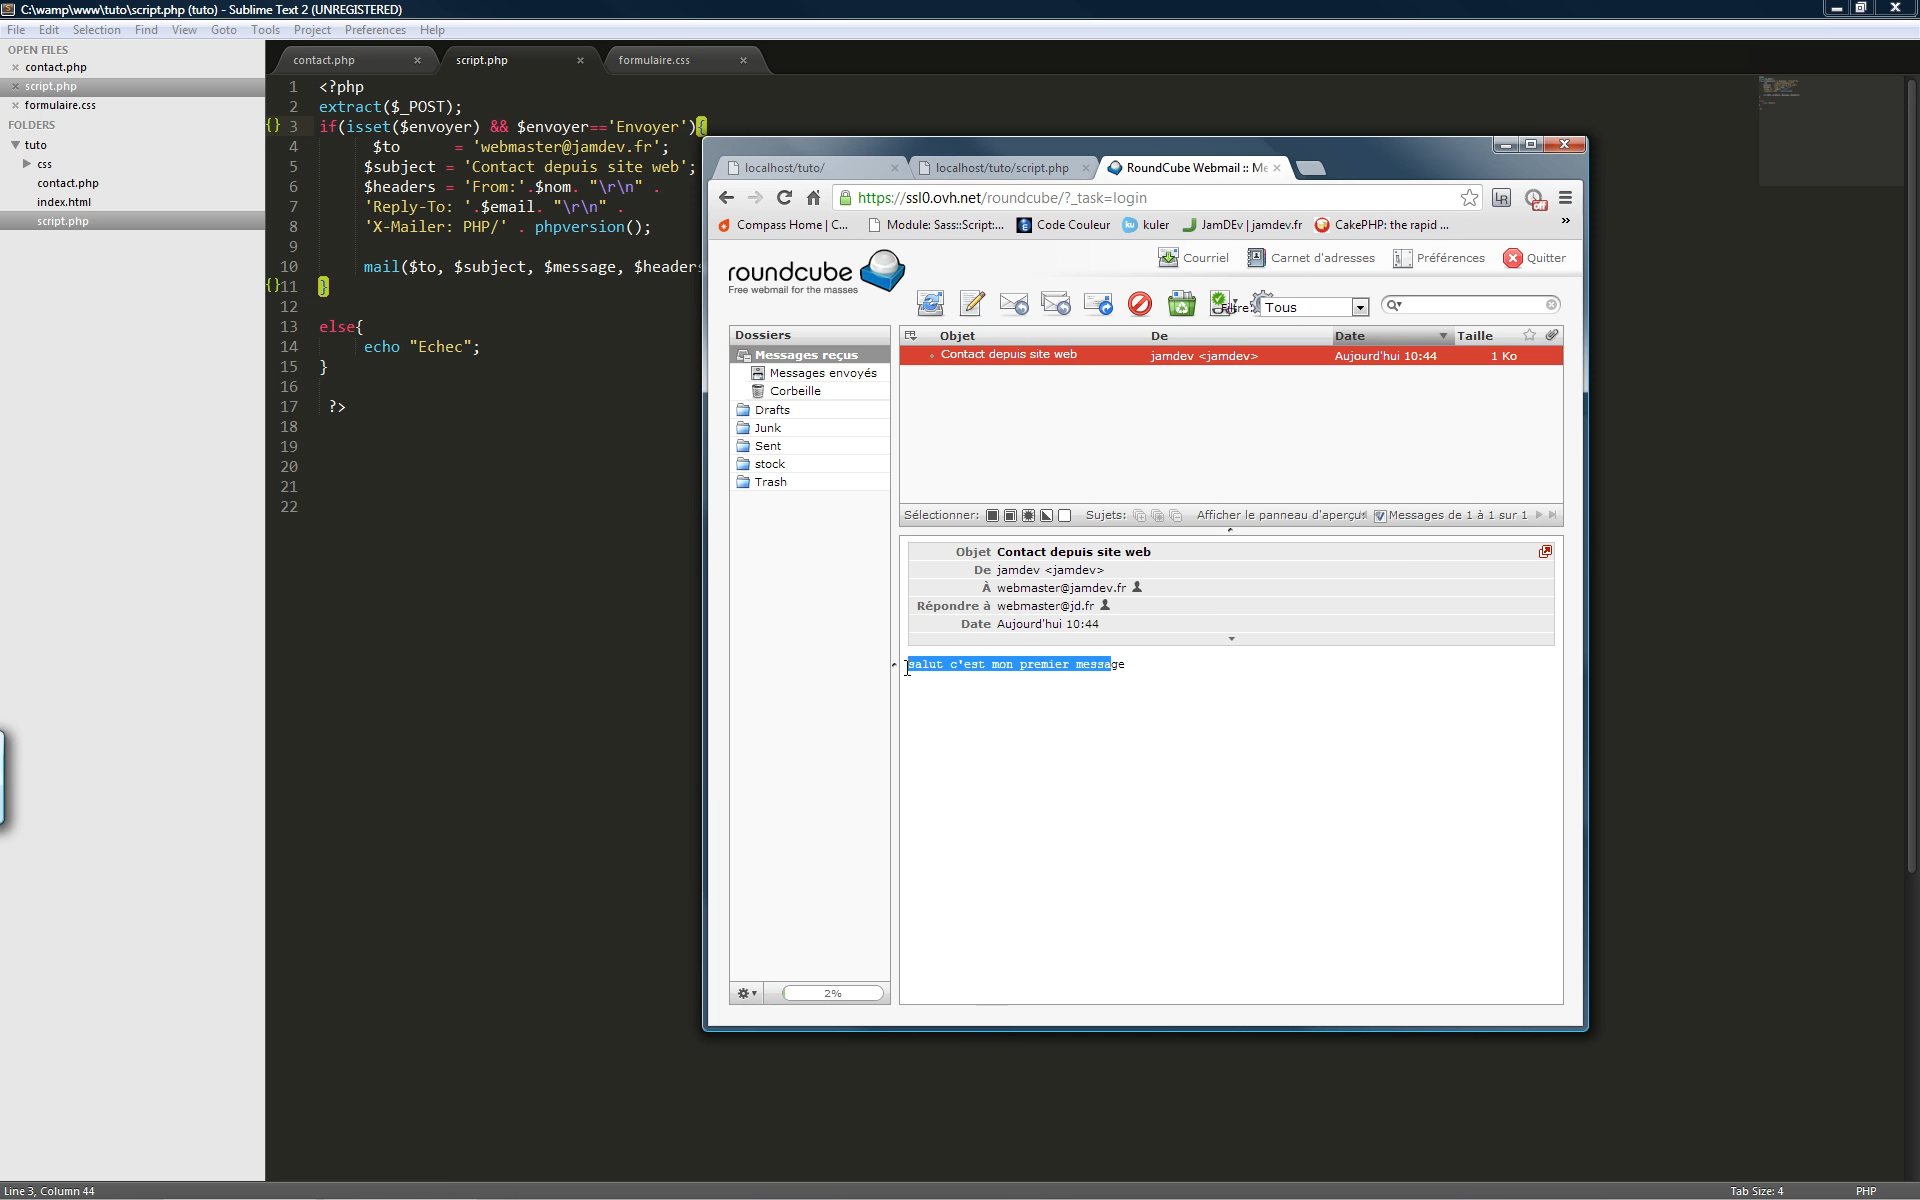 C:\wamp\www\tuto\script.php (tuto) - Sublime Text 2 (UNREGISTERED)
File Edit Selection Find View Goto Tools Project Preferences Help
OPEN FILES
contact.php
script.php
formulaire.css
FOLDERS
tuto
css
contact.php
index.html
script.php
contact.php script.php formulaire.css
1 <?php
2 extract($_POST);
3 if(isset($envoyer) && $envoyer=='Envoyer'){
4 $to = 'webmaster@jamdev.fr';
5 $subject = 'Contact depuis site web';
6 $headers = 'From:'.$nom. "\r\n" .
7 'Reply-To: '.$email. "\r\n" .
8 'X-Mailer: PHP/' . phpversion();
9
10 mail($to, $subject, $message, $headers
11 }
12
13 else{
14 echo "Echec";
15 }
16
17 ?>
18
19
20
21
22
localhost/tuto/ localhost/tuto/script.php RoundCube Webmail :: Me
https://ssl0.ovh.net/roundcube/?_task=login
LR
Off
Compass Home | C... Module: Sass::Script:... Code Couleur ku kuler JamDEv | jamdev.fr CakePHP: the rapid ... »
roundcube
Free webmail for the masses
Courriel Carnet d'adresses Préférences Quitter
Filtre: Tous
Dossiers
Messages reçus
Messages envoyés
Corbeille
Drafts
Junk
Sent
stock
Trash
2%
Objet De Date Taille
Contact depuis site web jamdev <jamdev> Aujourd'hui 10:44 1 Ko
Sélectionner: Sujets: Afficher le panneau d'aperçu Messages de 1 à 1 sur 1
Objet Contact depuis site web
De jamdev <jamdev>
À webmaster@jamdev.fr
Répondre à webmaster@jd.fr
Date Aujourd'hui 10:44
salut c'est mon premier message
Line 3, Column 44 Tab Size: 4 PHP